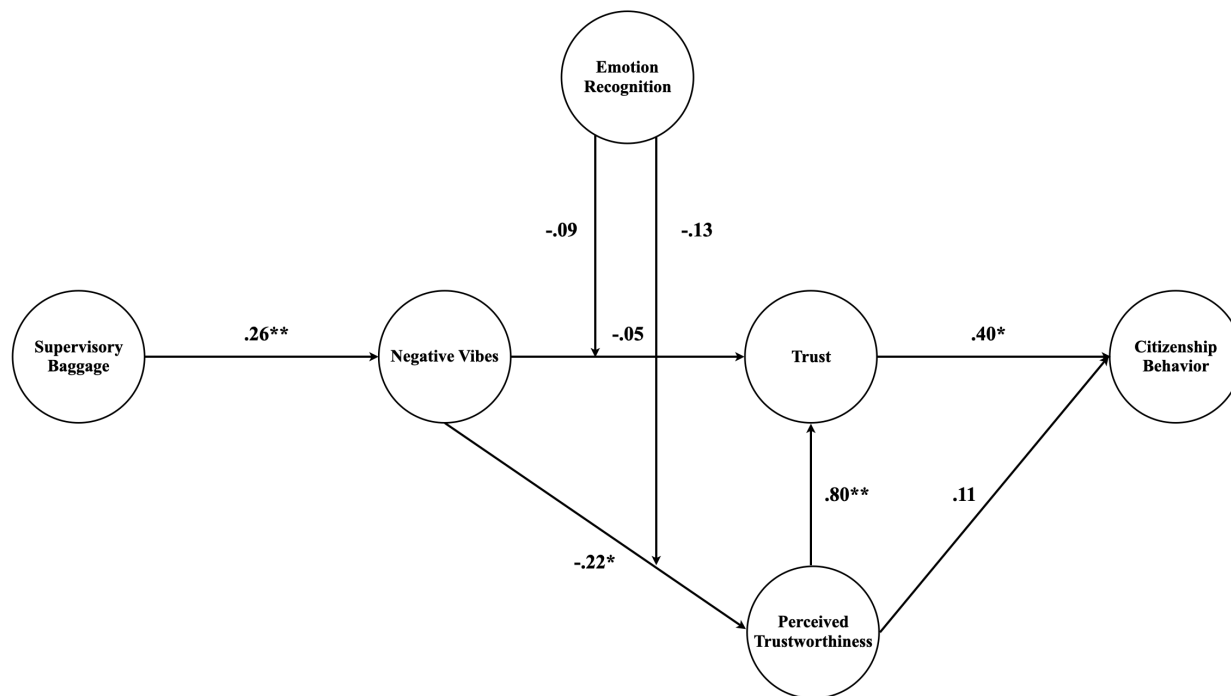 Emotion
Recognition
-.09
-.13
Supervisory
Baggage
.26**
Negative Vibes
-.05
Trust
.40*
Citizenship
Behavior
.80**
.11
-.22*
Perceived
Trustworthiness